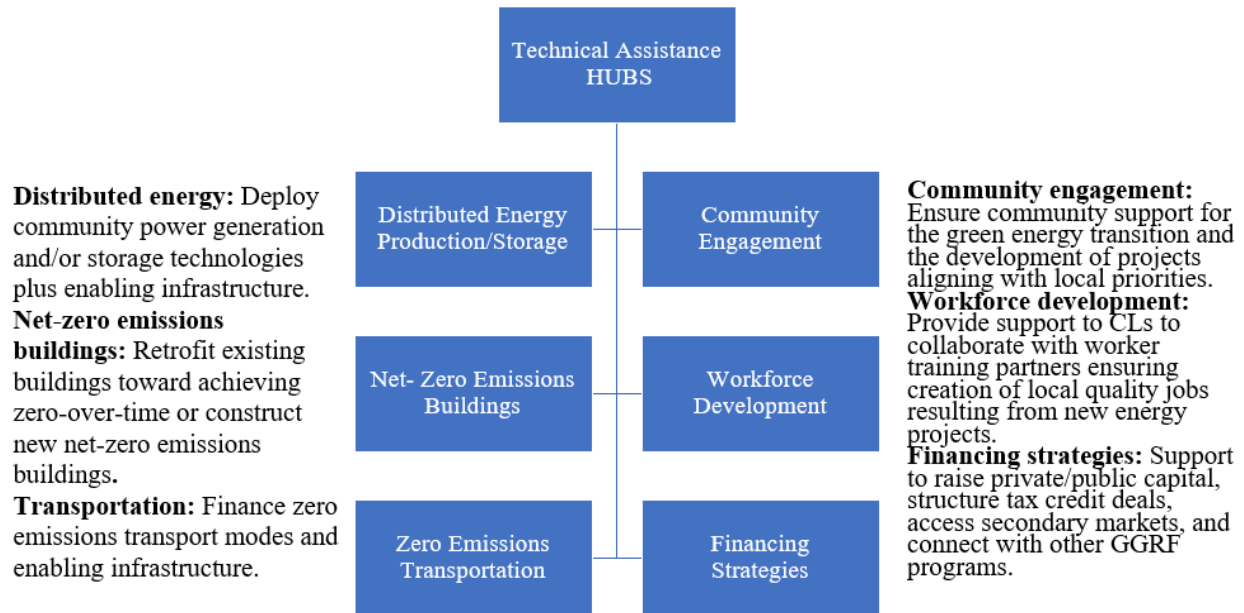 Technical Assistance
HUBS
Distributed energy: Deploy
community power generation
and/or storage technologies
plus enabling infrastructure.
Net-zero emissions
buildings: Retrofit existing
buildings toward achieving
zero-over-time or construct
new net-zero emissions
buildings.
Transportation: Finance zero
emissions transport modes and
enabling infrastructure.
Distributed Energy
Production/Storage
Community
Engagement
Net- Zero Emissions
Buildings
Workforce
Development
Zero Emissions
Transportation
Financing
Strategies
Community engagement:
Ensure community support for
the green energy transition and
the development of projects
aligning with local priorities.
Workforce development:
Provide support to CLs to
collaborate with worker
training partners ensuring
creation of local quality jobs
resulting from new energy
projects.
Financing strategies: Support
to raise private/public capital,
structure tax credit deals,
access secondary markets, and
connect with other GGRF
programs.